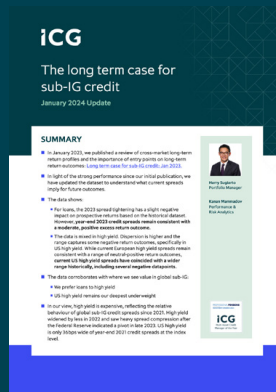 iCG
The long term case for
sub-IG credit
January 2024 Update
SUMMARY
In January 2023, we published a review of cross-market long-term
return profiles and the importance of entry points on long-term
return outcomes: Long term case for sub-IG credit: Jan 2023.
In light of the strong performance since our initial publication, we
have updated the dataset to understand what current spreads
imply for future outcomes.
The data shows:
For loans, the 2023 spread tightening has a slight negative
impact on prospective returns based on the historical dataset.
However, year-end 2023 credit spreads remain consistent with
a moderate, positive excess return outcome.
The data is mixed in high yield. Dispersion is higher and the
range captures some negative return outcomes, specifically in
US high yield. While current European high yield spreads remain
consistent with a range of neutral-positive return outcomes,
current US high yield spreads have coincided with a wider
range historically, including several negative datapoints.
The data corroborates with where we see value in global sub-IG:
We prefer loans to high yield
US high yield remains our deepest underweight
In our view, high yield is expensive, reflecting the relative
behaviour of global sub-IG credit spreads since 2021. High yield
widened by less in 2022 and saw heavy spread compression after
the Federal Reserve indicated a pivot in late 2023. US high yield
is only 36bps wide of year-end 2021 credit spreads at the index
level
Portfolio Manager
Performance &
Risk Analytics
iCG